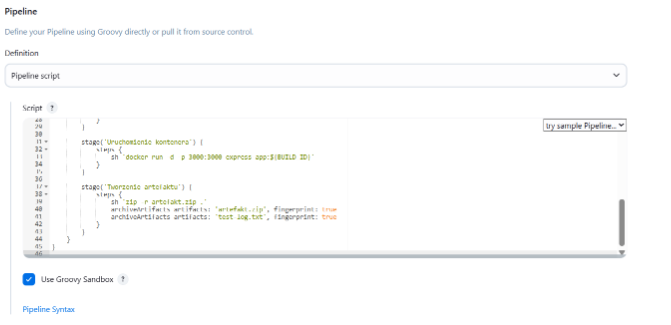 Pipeline
Define your Pipeline using Groovy directly or pull it from source control.
Definition
Pipeline script
Script ?
try sample Pipeline...
28 }
29 }
30
31 stage('Uruchomienie kontenera') {
32 steps {
33 sh 'docker run -d -p 3000:3000 express-app:${BUILD_ID}'
34 }
35 }
36
37 stage('Tworzenie artefaktu') {
38 steps {
39 sh 'zip -r artefakt.zip .'
40 archiveArtifacts artifacts: 'artefakt.zip', fingerprint: true
41 archiveArtifacts artifacts: 'test-log.txt', fingerprint: true
42 }
43 }
44 }
45 }
46
Use Groovy Sandbox ?
Pipeline Syntax